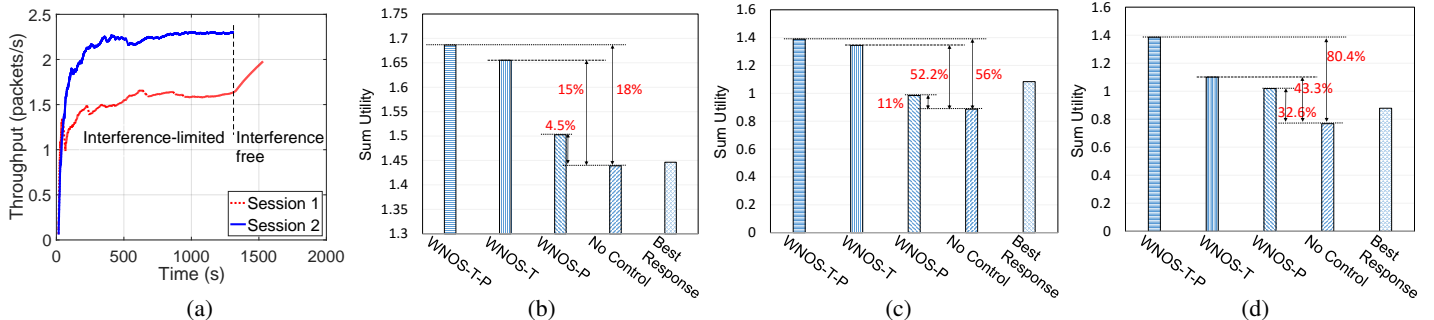 Throughput (packets/s)
3
2.5
2
1.5
1
0.5
0
Interference-limited
Interference
free
Session 1
Session 2
0
500
1000
1500
2000
Time (s)
(a)
Sum Utility
1.75
1.7
1.65
1.6
1.55
1.5
1.45
1.4
1.35
1.3
15%
18%
4.5%
WNOS-T-P
WNOS-T
WNOS-P
No Control
Best
Response
(b)
Sum Utility
1.6
1.4
1.2
1
0.8
0.6
0.4
0.2
0
52.2%
56%
11%
WNOS-T-P
WNOS-T
WNOS-P
No Control
Best
Response
(c)
Sum Utility
1.6
1.4
1.2
1
0.8
0.6
0.4
0.2
0
80.4%
43.3%
32.6%
WNOS-T-P
WNOS-T
WNOS-P
No Control
Best
Response
(d)